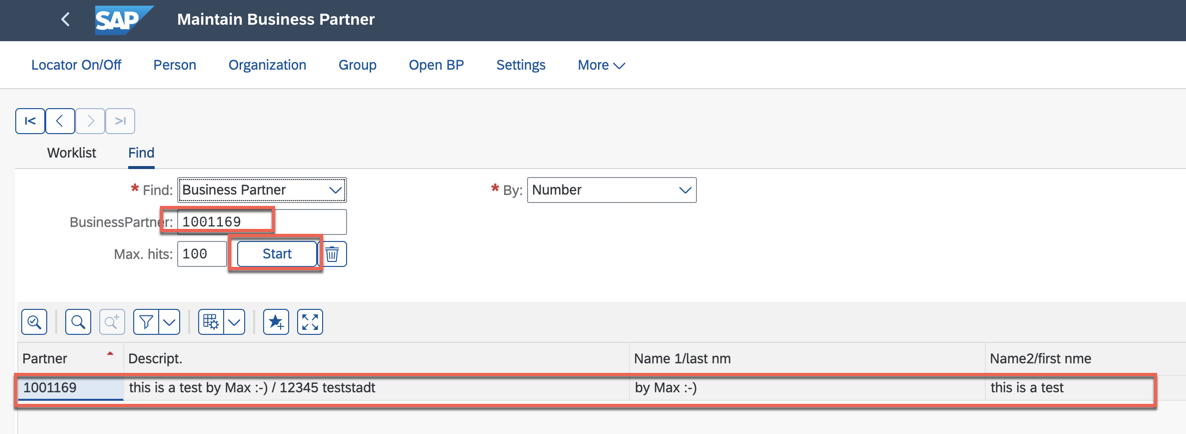 SAP Maintain Business Partner
Locator On/Off Person Organization Group Open BP Settings More
Worklist Find
* Find: Business Partner * By: Number
BusinessPartner: 1001169
Max. hits: 100 Start
Partner Descript. Name 1/last nm Name2/first nme
1001169 this is a test by Max :-) / 12345 teststadt by Max :-) this is a test